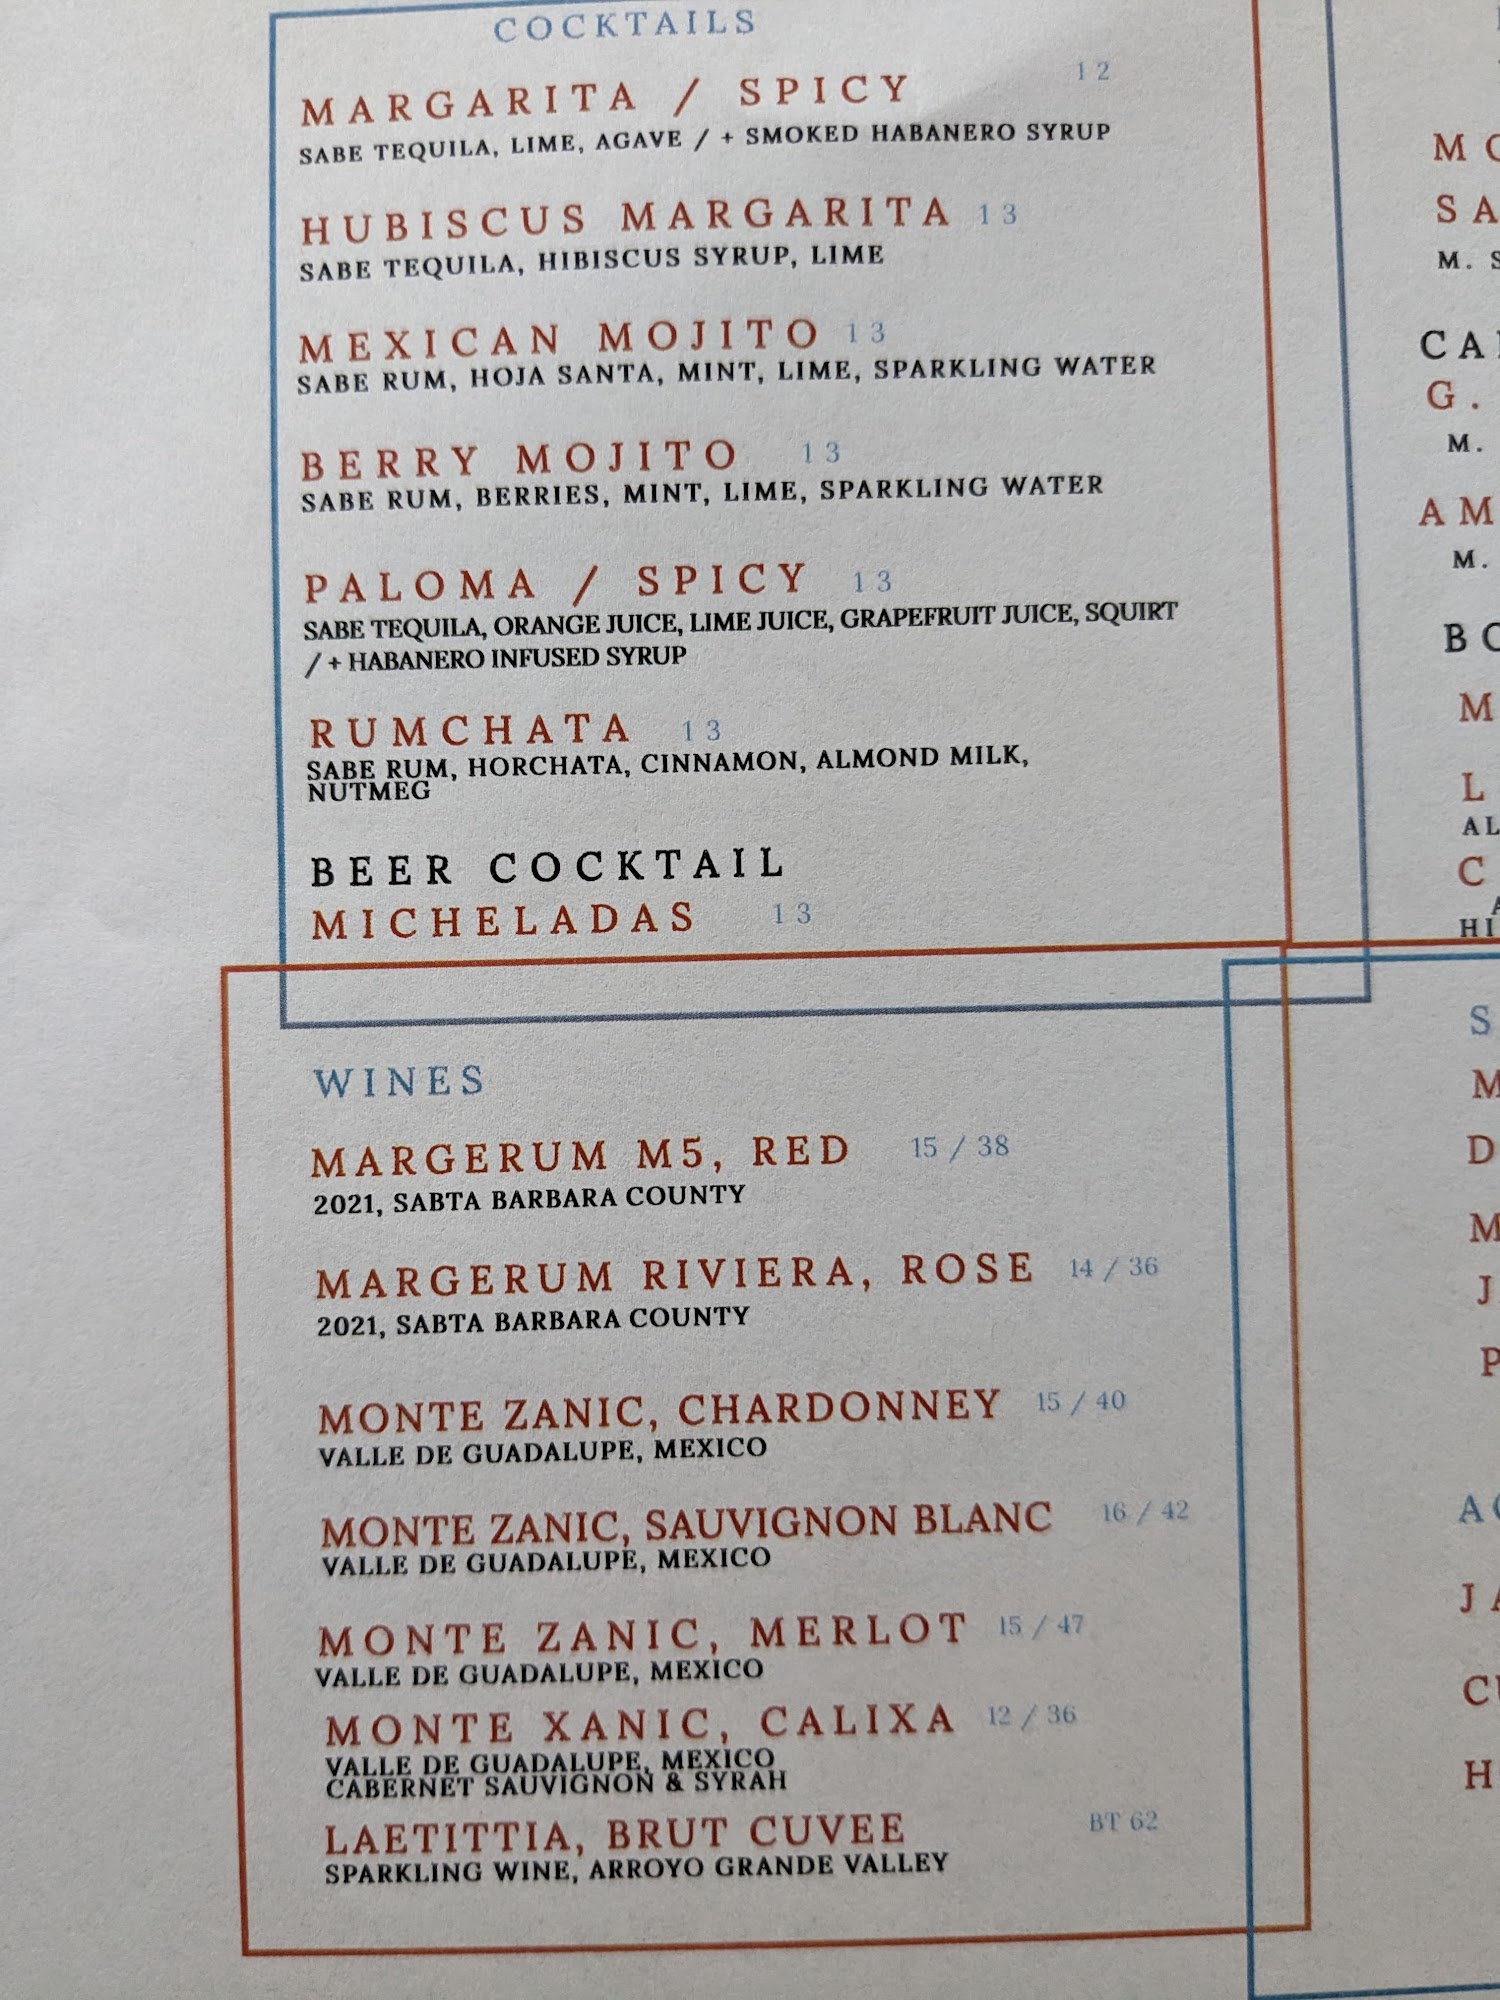 COCKTAILS
MARGARITA / SPICY 12
SABE TEQUILA, LIME, AGAVE / + SMOKED HABANERO SYRUP
HUBISCUS MARGARITA 13
SABE TEQUILA, HIBISCUS SYRUP, LIME
MEXICAN MOJITO 13
SABE RUM, HOJA SANTA, MINT, LIME, SPARKLING WATER
BERRY MOJITO 13
SABE RUM, BERRIES, MINT, LIME, SPARKLING WATER
PALOMA / SPICY 13
SABE TEQUILA, ORANGE JUICE, LIME JUICE, GRAPEFRUIT JUICE, SQUIRT
/ + HABANERO INFUSED SYRUP
RUMCHATA 13
SABE RUM, HORCHATA, CINNAMON, ALMOND MILK,
NUTMEG
BEER COCKTAIL
MICHELADAS 13
WINES
MARGERUM M5, RED 15 / 38
2021, SABTA BARBARA COUNTY
MARGERUM RIVIERA, ROSE 14 / 36
2021, SABTA BARBARA COUNTY
MONTE ZANIC, CHARDONNEY 15 / 40
VALLE DE GUADALUPE, MEXICO
MONTE ZANIC, SAUVIGNON BLANC 16 / 42
VALLE DE GUADALUPE, MEXICO
MONTE ZANIC, MERLOT 15 / 47
VALLE DE GUADALUPE, MEXICO
MONTE XANIC, CALIXA 12 / 36
VALLE DE GUADALUPE, MEXICO
CABERNET SAUVIGNON & SYRAH
LAETITTIA, BRUT CUVEE BT 62
SPARKLING WINE, ARROYO GRANDE VALLEY